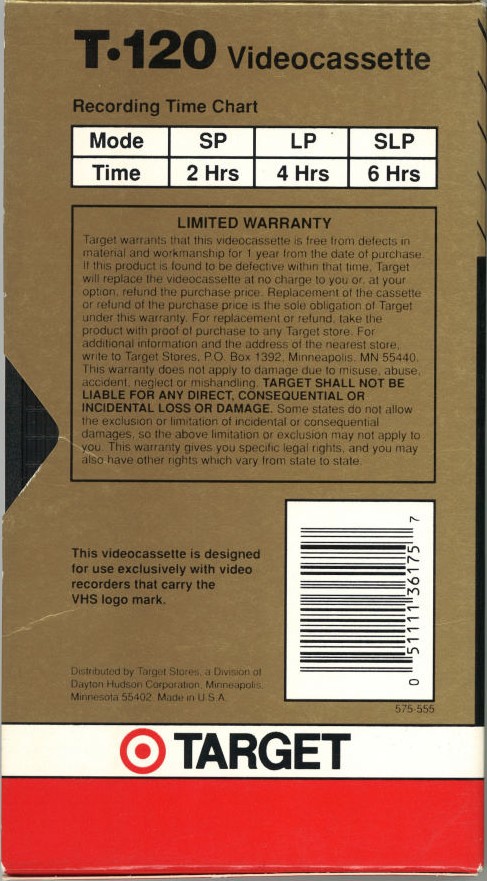 T•120 Videocassette
Recording Time Chart
Mode SP LP SLP
Time 2 Hrs 4 Hrs 6 Hrs
LIMITED WARRANTY
Target warrants that this videocassette is free from defects in
material and workmanship for 1 year from the date of purchase.
If this product is found to be defective within that time, Target
will replace the videocassette at no charge to you or, at your
option, refund the purchase price. Replacement of the cassette
or refund of the purchase price is the sole obligation of Target
under this warranty. For replacement or refund, take the
product with proof of purchase to any Target store. For
additional information and the address of the nearest store,
write to Target Stores, P.O. Box 1392, Minneapolis, MN 55440.
This warranty does not apply to damage due to misuse, abuse,
accident, neglect or mishandling. TARGET SHALL NOT BE
LIABLE FOR ANY DIRECT, CONSEQUENTIAL OR
INCIDENTAL LOSS OR DAMAGE. Some states do not allow
the exclusion or limitation of incidental or consequential
damages, so the above limitation or exclusion may not apply to
you. This warranty gives you specific legal rights, and you may
also have other rights which vary from state to state.
This videocassette is designed
for use exclusively with video
recorders that carry the
VHS logo mark.
0 51111 36175 7
Distributed by Target Stores, a Division of
Dayton Hudson Corporation, Minneapolis,
Minnesota 55402. Made in U.S.A.
575-555
TARGET